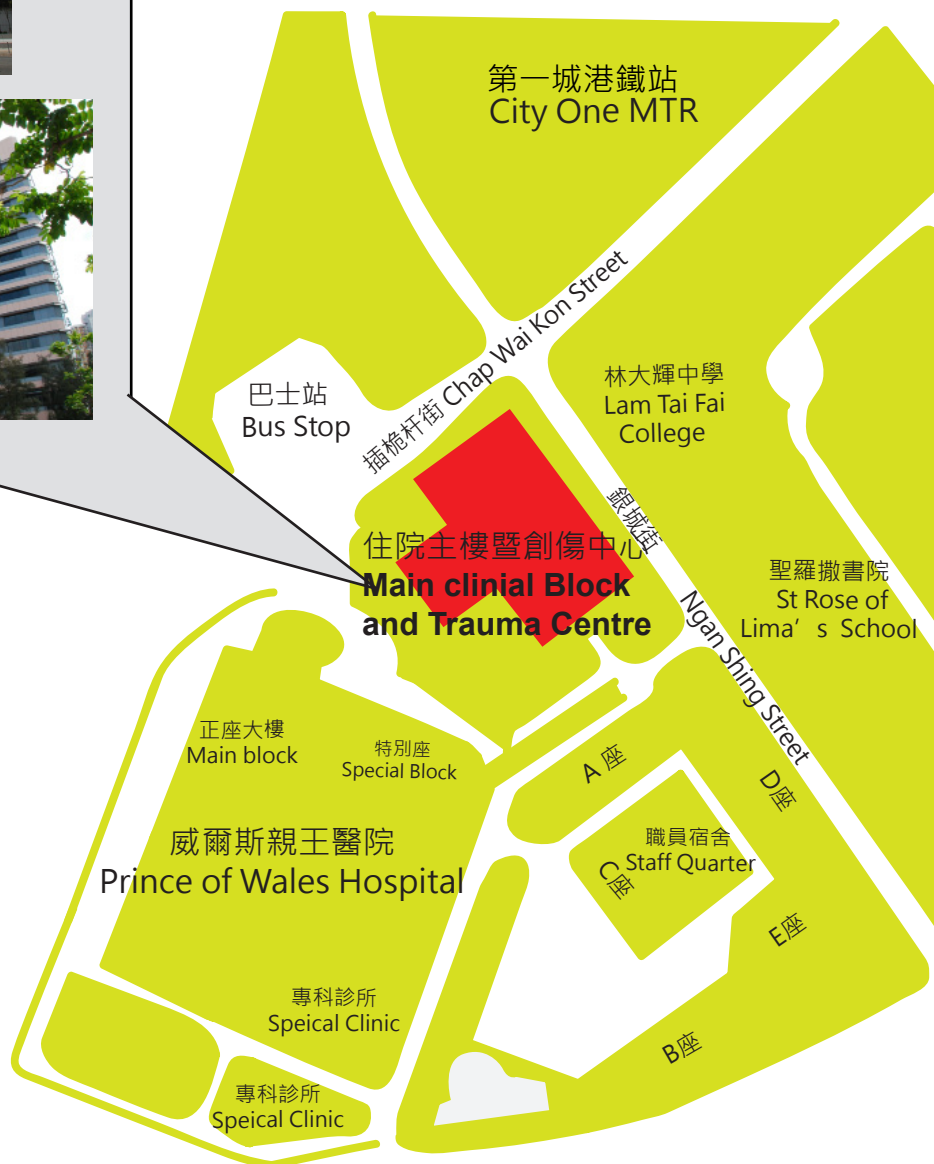 第一城港鐵站
City One MTR
插桅杆街 Chap Wai Kon Street
巴士站
Bus Stop
林大輝中學
Lam Tai Fai
College
銀城街
Ngan Shing Street
住院主樓暨創傷中心
Main clinial Block
and Trauma Centre
聖羅撒書院
St Rose of
Lima' s School
正座大樓
Main block
特別座
Special Block
A座
D座
職員宿舍
Staff Quarter
C座
威爾斯親王醫院
Prince of Wales Hospital
E座
專科診所
Speical Clinic
B座
專科診所
Speical Clinic